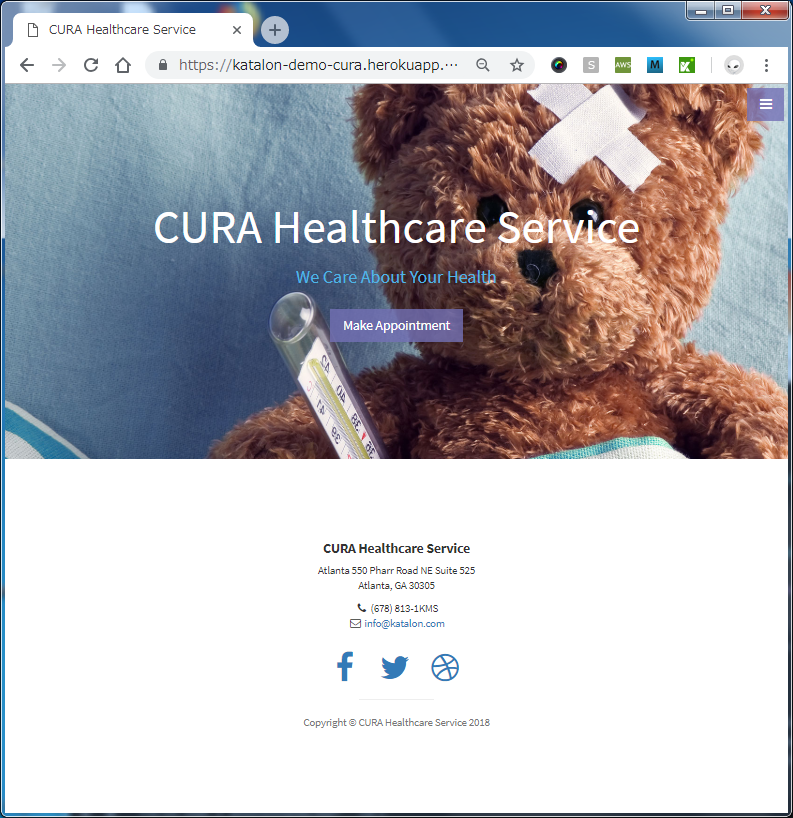 CURA Healthcare Service
https://katalon-demo-cura.herokuapp.…
S
AWS
M
CURA Healthcare Service
We Care About Your Health
Make Appointment
CURA Healthcare Service
Atlanta 550 Pharr Road NE Suite 525
Atlanta, GA 30305
(678) 813-1KMS
info@katalon.com
Copyright © CURA Healthcare Service 2018